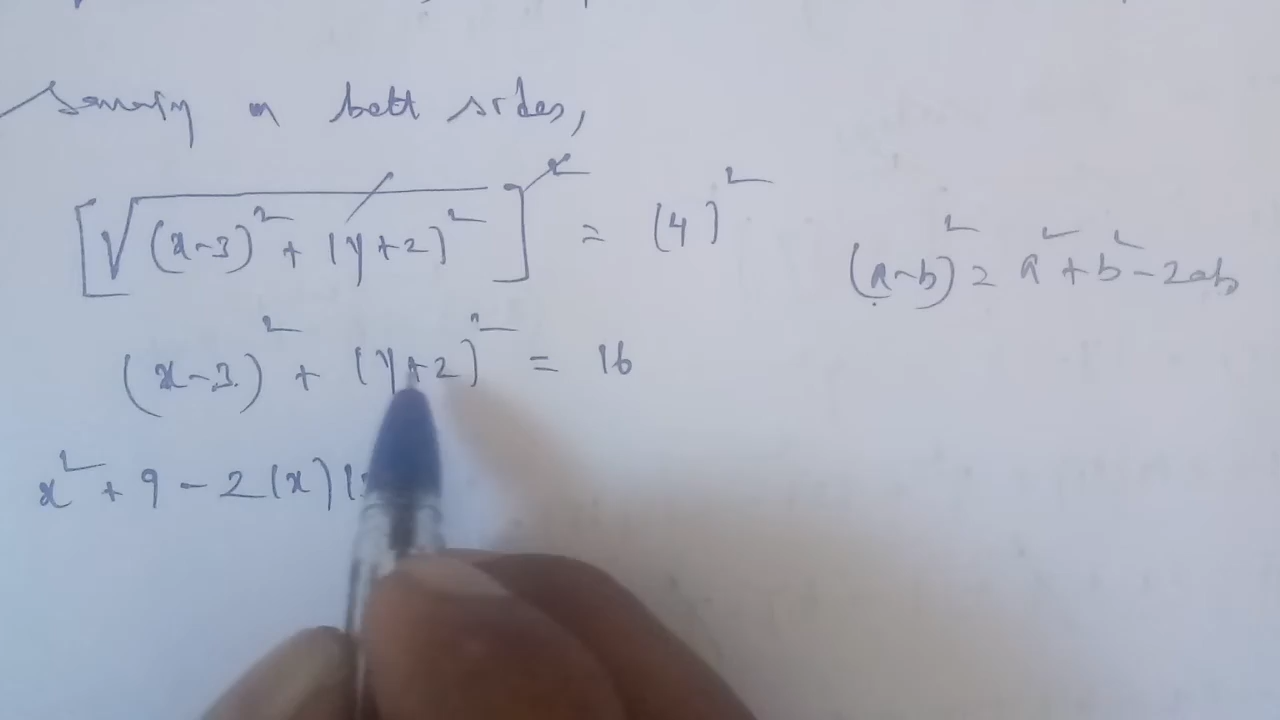 on both sides,
[√(x-3)² + (y+2)²]² = (4)²
(a-b)² = a² + b² - 2ab
(x-3)² + (y+2)² = 16
x² + 9 - 2(x)(